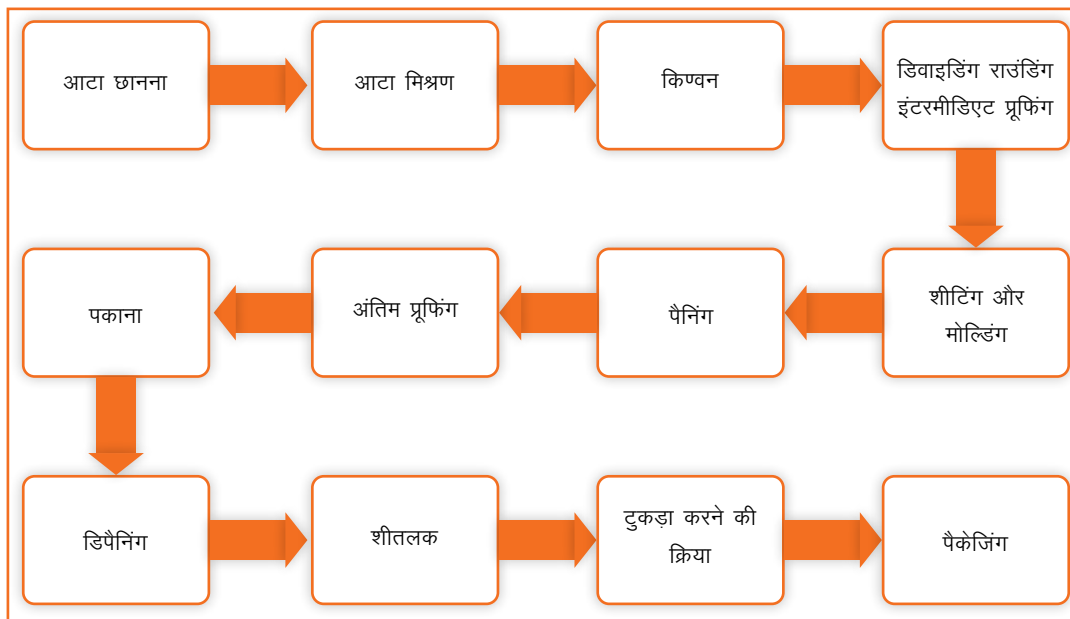 आटा छानना
आटा मिश्रण
किण्वन
डिवाइडिंग राउंडिंग
इंटरमीडिएट प्रूफिंग
शीटिंग और
मोल्डिंग
पैनिंग
अंतिम प्रूफिंग
पकाना
डिपैनिंग
शीतलक
टुकड़ा करने की
क्रिया
पैकेजिंग